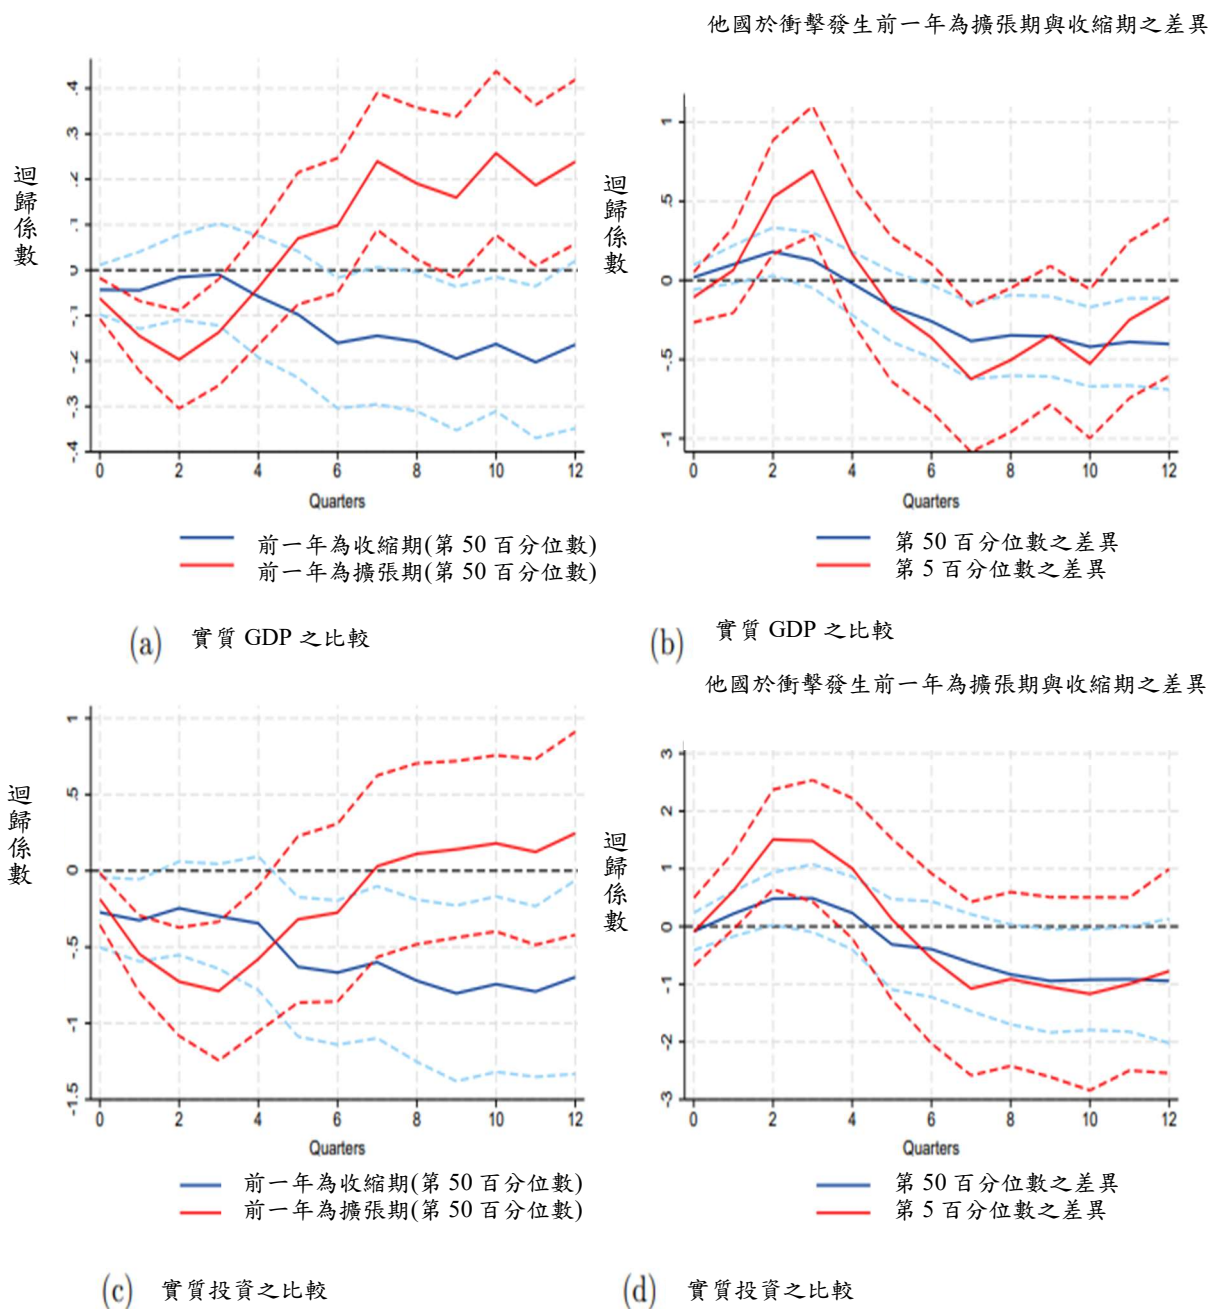 他國於衝擊發生前一年為擴張期與收縮期之差異
迴歸係數
.4
.3
.2
.1
0
-.1
-.2
-.3
-.4
0 2 4 6 8 10 12
Quarters
前一年為收縮期(第 50 百分位數)
前一年為擴張期(第 50 百分位數)
(a) 實質 GDP 之比較
迴歸係數
1
.5
0
-.5
-1
0 2 4 6 8 10 12
Quarters
第 50 百分位數之差異
第 5 百分位數之差異
(b) 實質 GDP 之比較
他國於衝擊發生前一年為擴張期與收縮期之差異
迴歸係數
1
.5
0
-.5
-1
-1.5
0 2 4 6 8 10 12
Quarters
前一年為收縮期(第 50 百分位數)
前一年為擴張期(第 50 百分位數)
(c) 實質投資之比較
迴歸係數
3
2
1
0
-1
-2
-3
0 2 4 6 8 10 12
Quarters
第 50 百分位數之差異
第 5 百分位數之差異
(d) 實質投資之比較